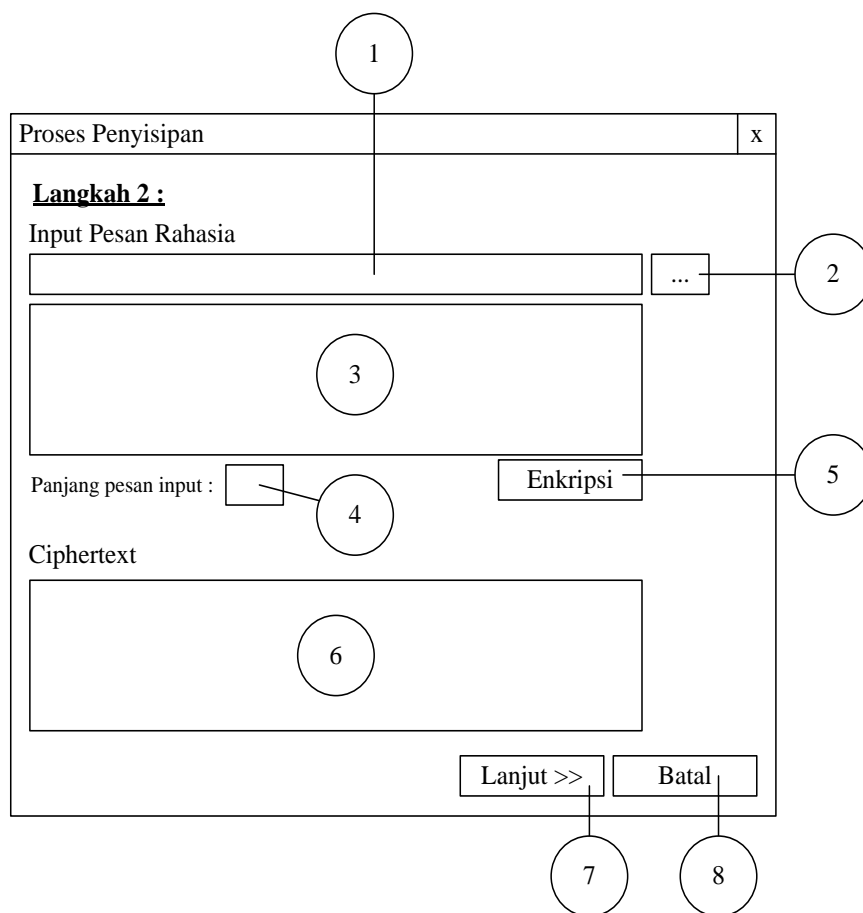 1
Proses Penyisipan x
Langkah 2 :
Input Pesan Rahasia
... 2
3
Panjang pesan input : 4 Enkripsi 5
Ciphertext
6
Lanjut >> Batal
7 8